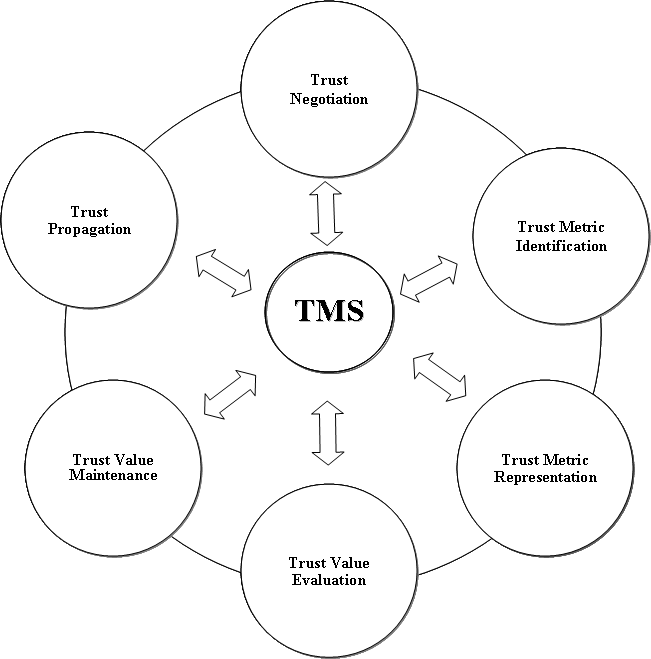 Trust
Negotiation
Trust
Propagation
Trust Metric
Identification
TMS
Trust Value
Maintenance
Trust Metric
Representation
Trust Value
Evaluation